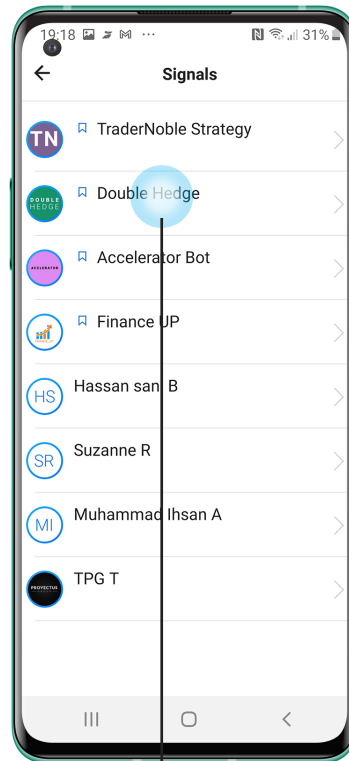 19:18 31%
Signals
TN
TraderNoble Strategy
DOUBLE
HEDGE
Double Hedge
ACCELERATOR
Accelerator Bot
Finance UP
HS
Hassan sani B
SR
Suzanne R
MI
Muhammad Ihsan A
PROYECTUS
TPG T